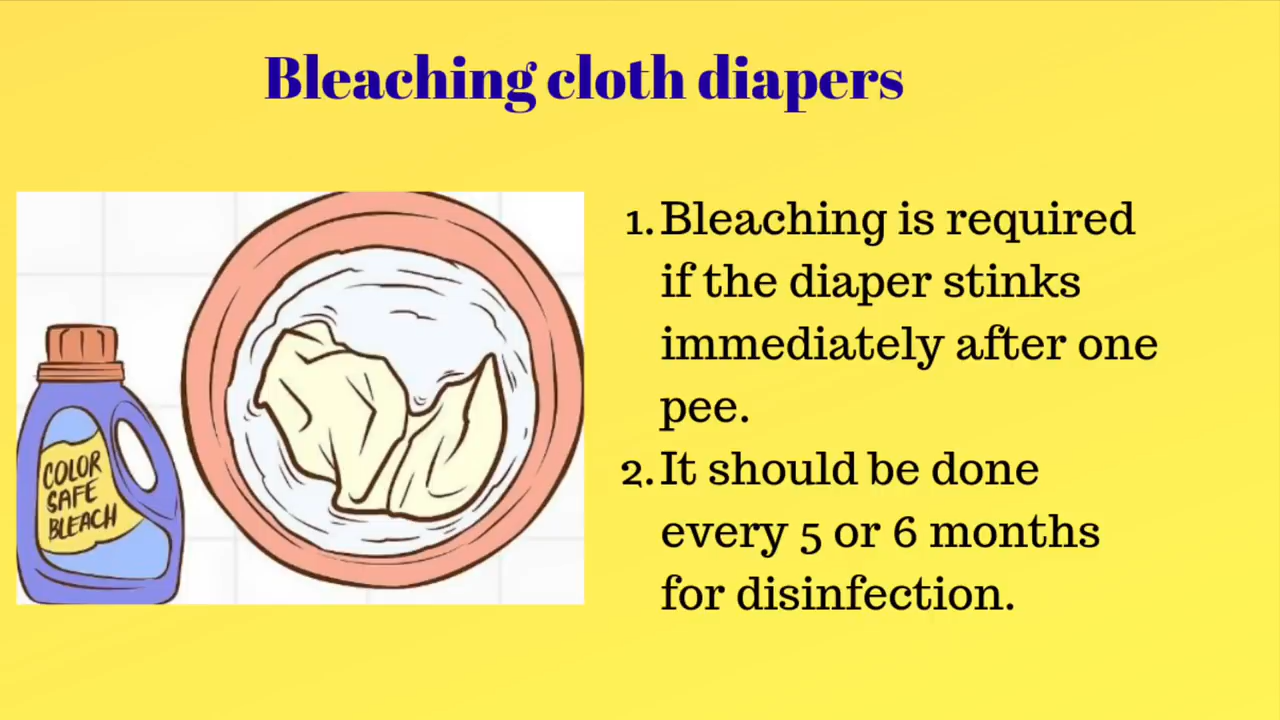 Bleaching cloth diapers
COLOR
SAFE
BLEACH
1. Bleaching is required
if the diaper stinks
immediately after one
pee.
2. It should be done
every 5 or 6 months
for disinfection.